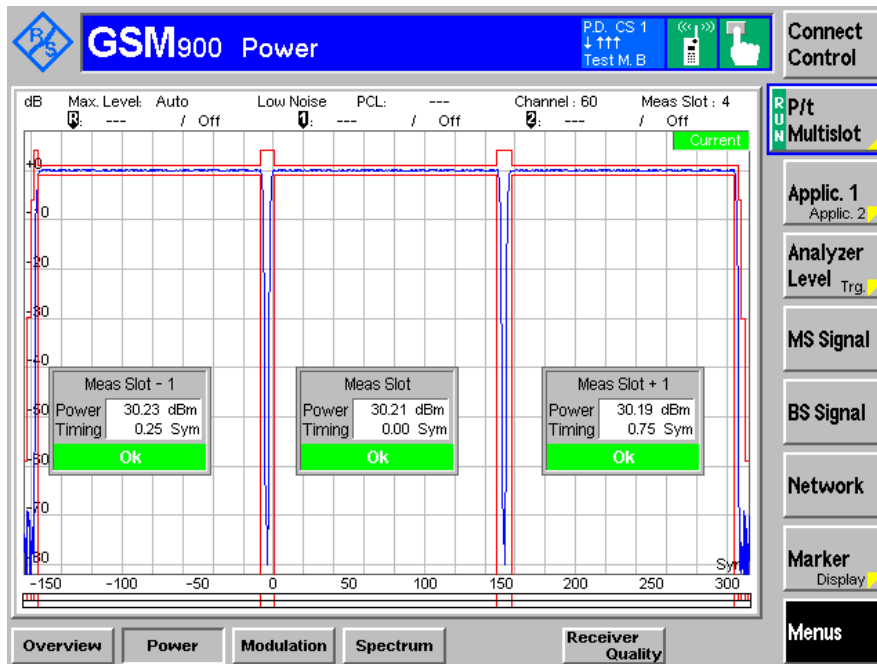 R&S
GSM900 Power
P.D. CS 1
↓ ↑↑↑
Test M. B
Connect Control
dB Max. Level: Auto Low Noise PCL: --- Channel : 60 Meas Slot : 4
R: --- / Off 1: --- / Off 2: --- / Off
Current
+0
-10
-20
-30
-40
-50
-60
-70
-80
Meas Slot - 1
Power 30.23 dBm
Timing 0.25 Sym
Ok
Meas Slot
Power 30.21 dBm
Timing 0.00 Sym
Ok
Meas Slot + 1
Power 30.19 dBm
Timing 0.75 Sym
Ok
Sym
-150 -100 -50 0 50 100 150 200 250 300
RUN
P/t
Multislot
Applic. 1
Applic. 2
Analyzer
Level Trg.
MS Signal
BS Signal
Network
Marker
Display
Menus
Overview Power Modulation Spectrum Receiver
Quality